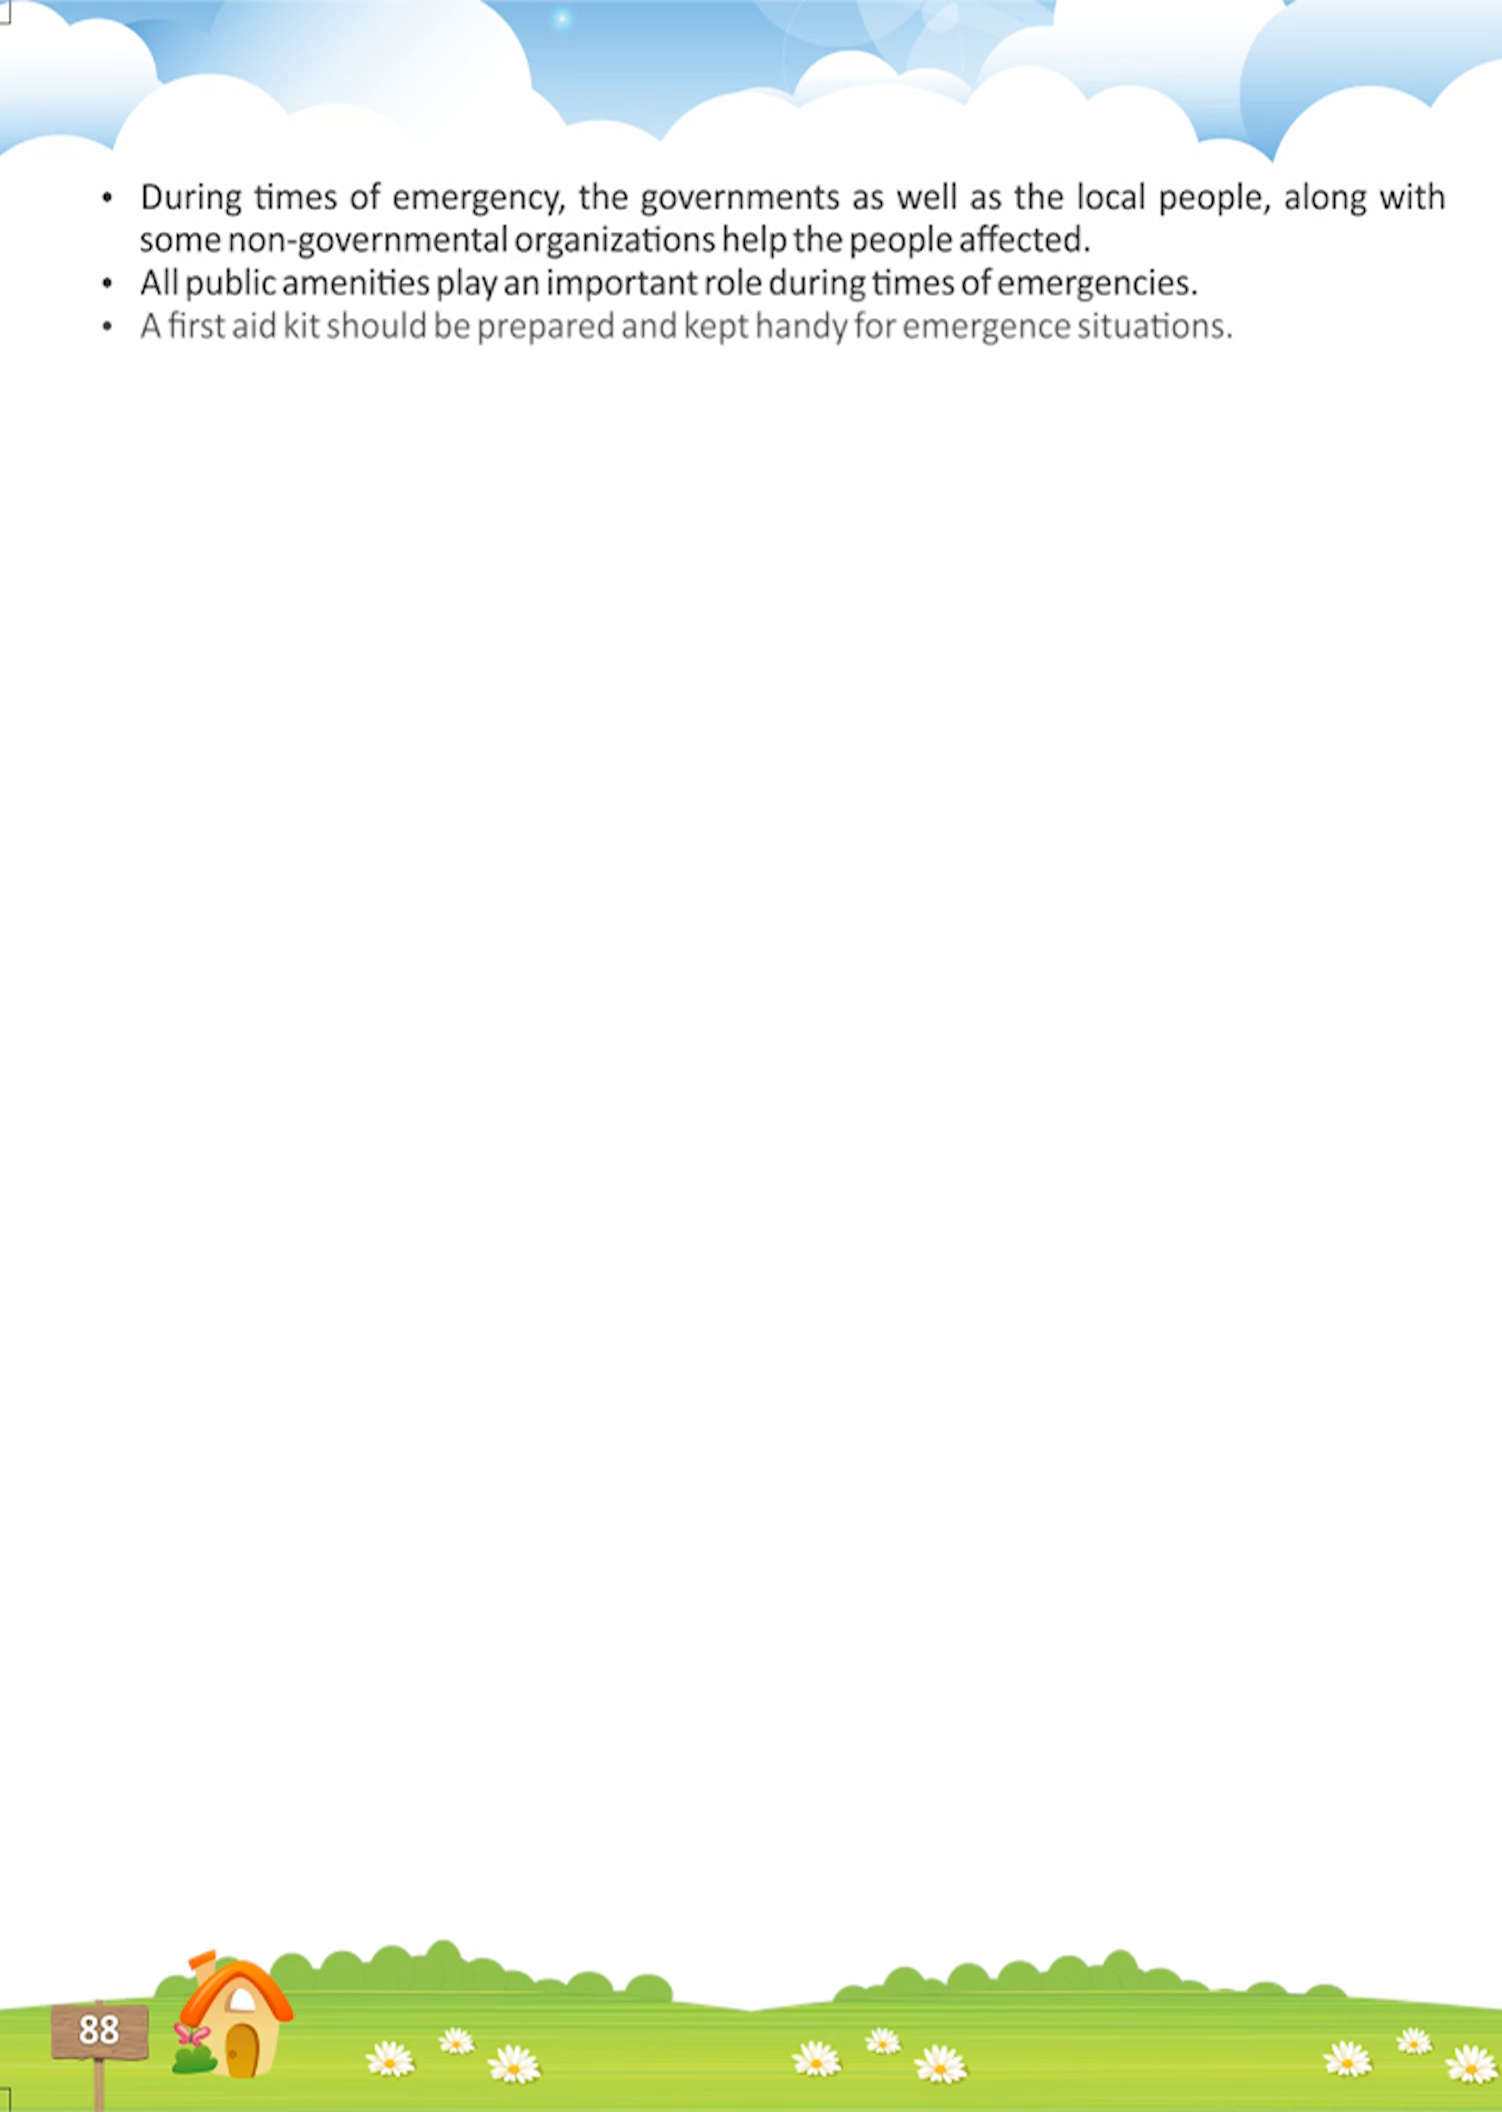 • During times of emergency, the governments as well as the local people, along with
some non-governmental organizations help the people affected.
• All public amenities play an important role during times of emergencies.
• A first aid kit should be prepared and kept handy for emergence situations.
88